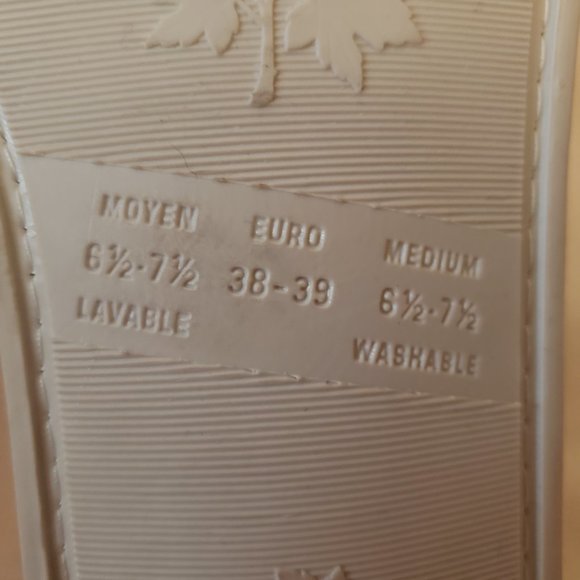 MOYEN
6½-7½
LAVABLE
EURO
38-39
MEDIUM
6½-7½
WASHABLE